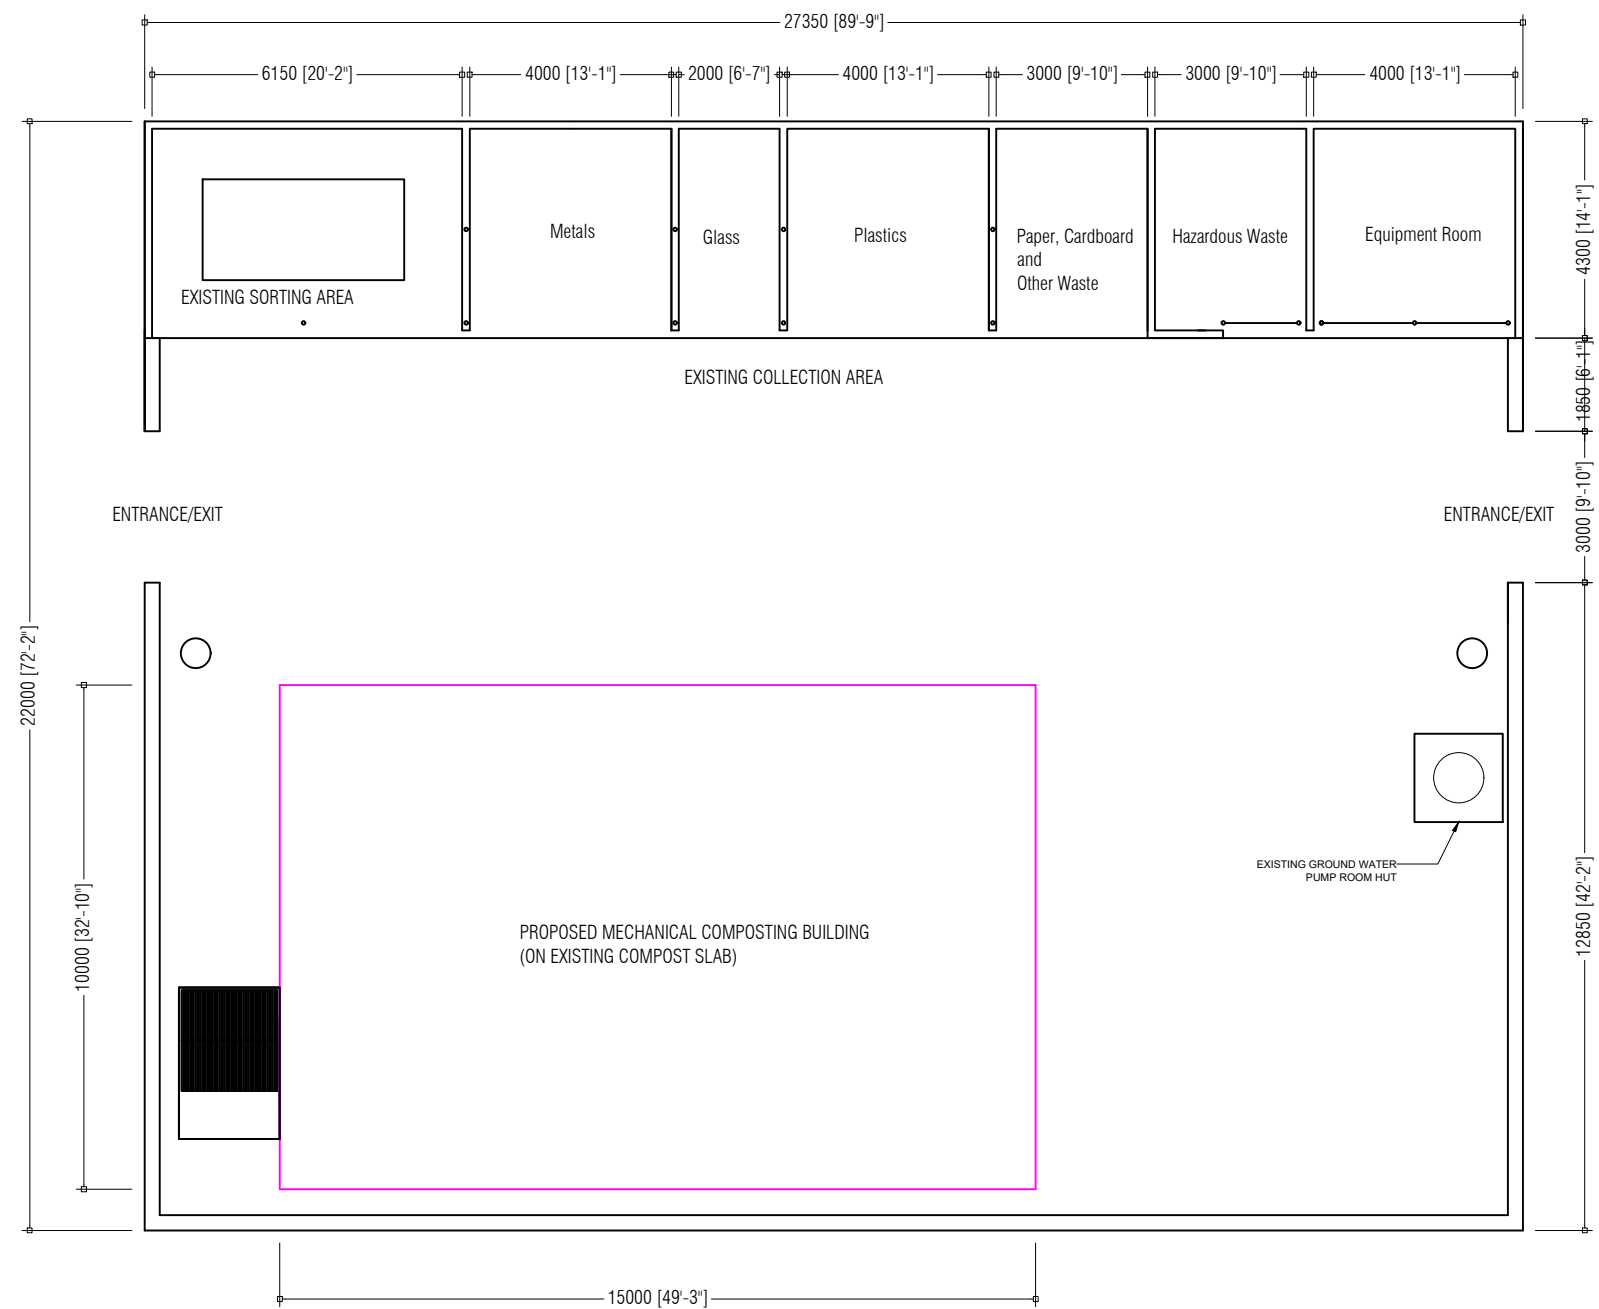 27350 [89'-9"]
6150 [20'-2"]
4000 [13'-1"]
2000 [6'-7"]
4000 [13'-1"]
3000 [9'-10"]
3000 [9'-10"]
4000 [13'-1"]
4300 [14'-1"]
Metals
Glass
Plastics
Paper, Cardboard
and
Other Waste
Hazardous Waste
Equipment Room
EXISTING SORTING AREA
EXISTING COLLECTION AREA
1850 [6'-1"]
ENTRANCE/EXIT
ENTRANCE/EXIT
3000 [9'-10"]
22000 [72'-2"]
EXISTING GROUND WATER
PUMP ROOM HUT
10000 [32'-10"]
PROPOSED MECHANICAL COMPOSTING BUILDING
(ON EXISTING COMPOST SLAB)
12850 [42'-2"]
15000 [49'-3"]